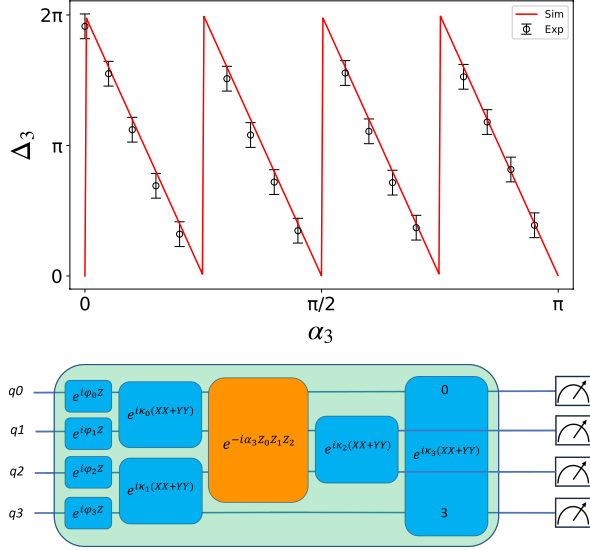 2π
π
0
Δ₃
Sim
Exp
0
π/2
π
α₃
q0
q1
q2
q3
e^{iφ₀Z}
e^{iφ₁Z}
e^{iφ₂Z}
e^{iφ₃Z}
e^{iκ₀(XX+YY)}
e^{iκ₁(XX+YY)}
e^{-iα₃Z₀Z₁Z₂}
e^{iκ₂(XX+YY)}
0
e^{iκ₃(XX+YY)}
3